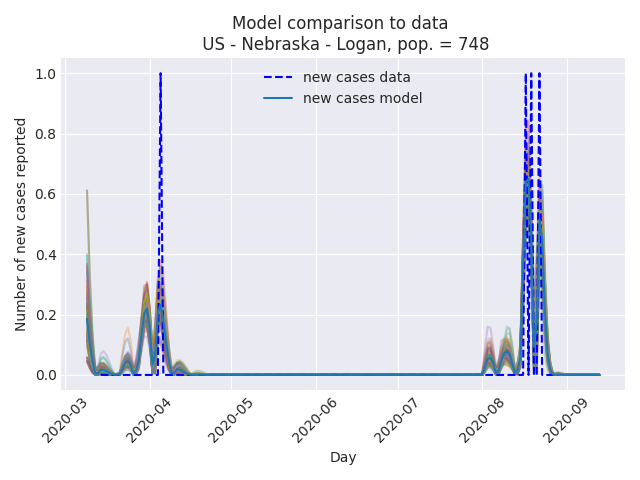 Model comparison to data
US - Nebraska - Logan, pop. = 748
new cases data
new cases model
Number of new cases reported
1.0
0.8
0.6
0.4
0.2
0.0
2020-03
2020-04
2020-05
2020-06
2020-07
2020-08
2020-09
Day